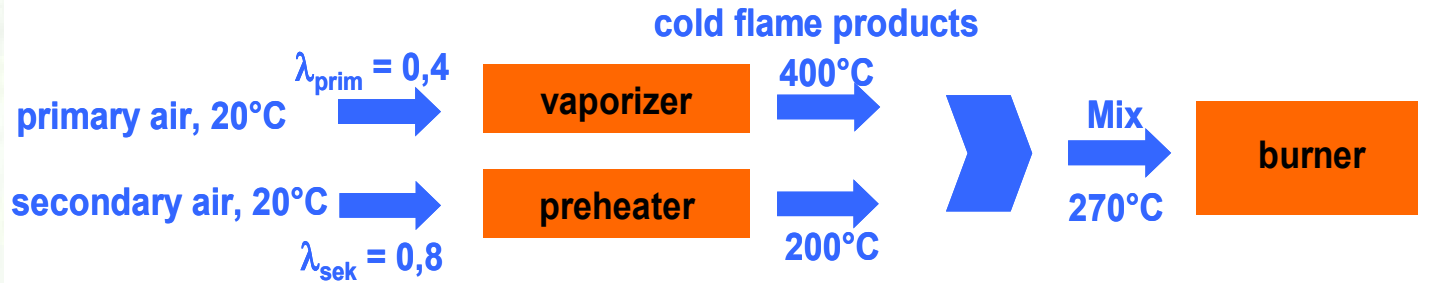 cold flame products
λprim = 0,4
400°C
primary air, 20°C
vaporizer
Mix
burner
secondary air, 20°C
preheater
270°C
200°C
λsek = 0,8